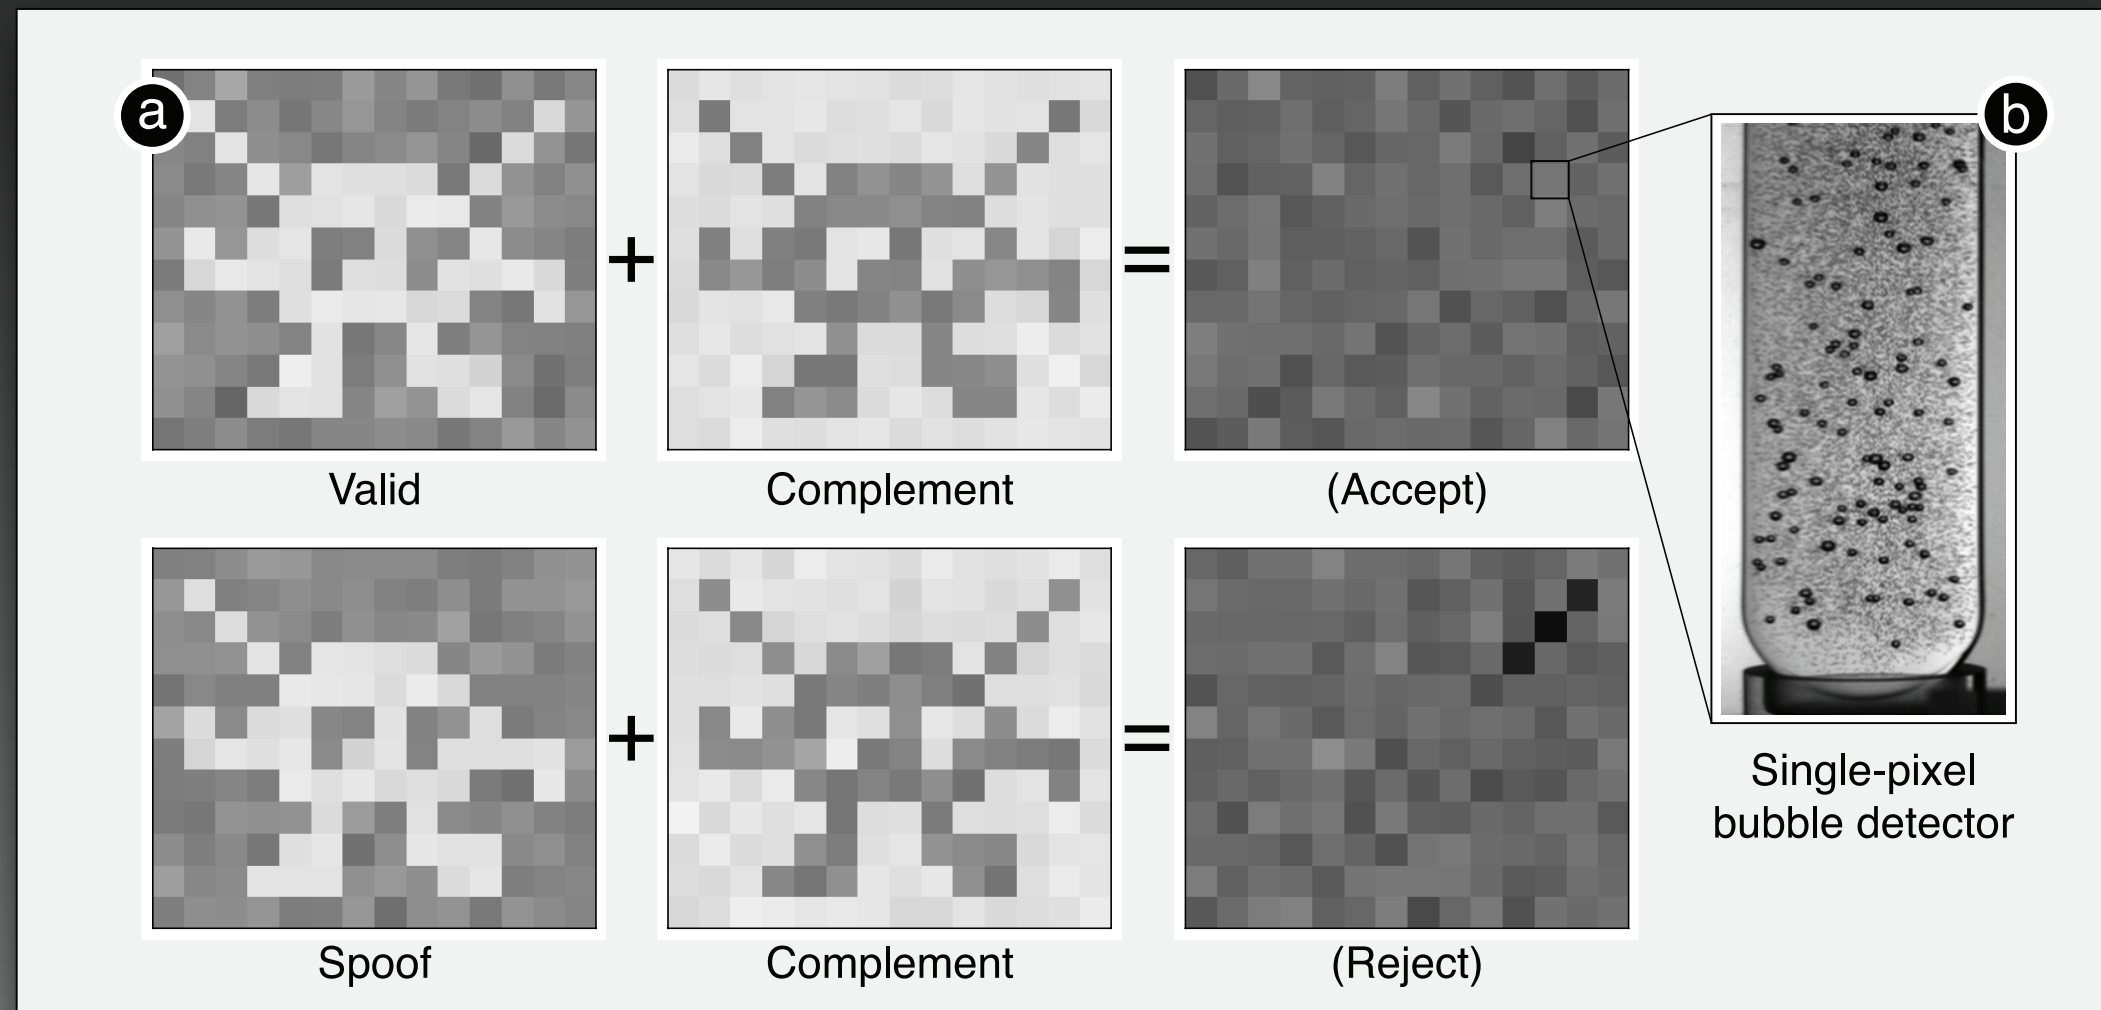 a
b
+
=
Valid
Complement
(Accept)
+
=
Spoof
Complement
(Reject)
Single-pixel
bubble detector